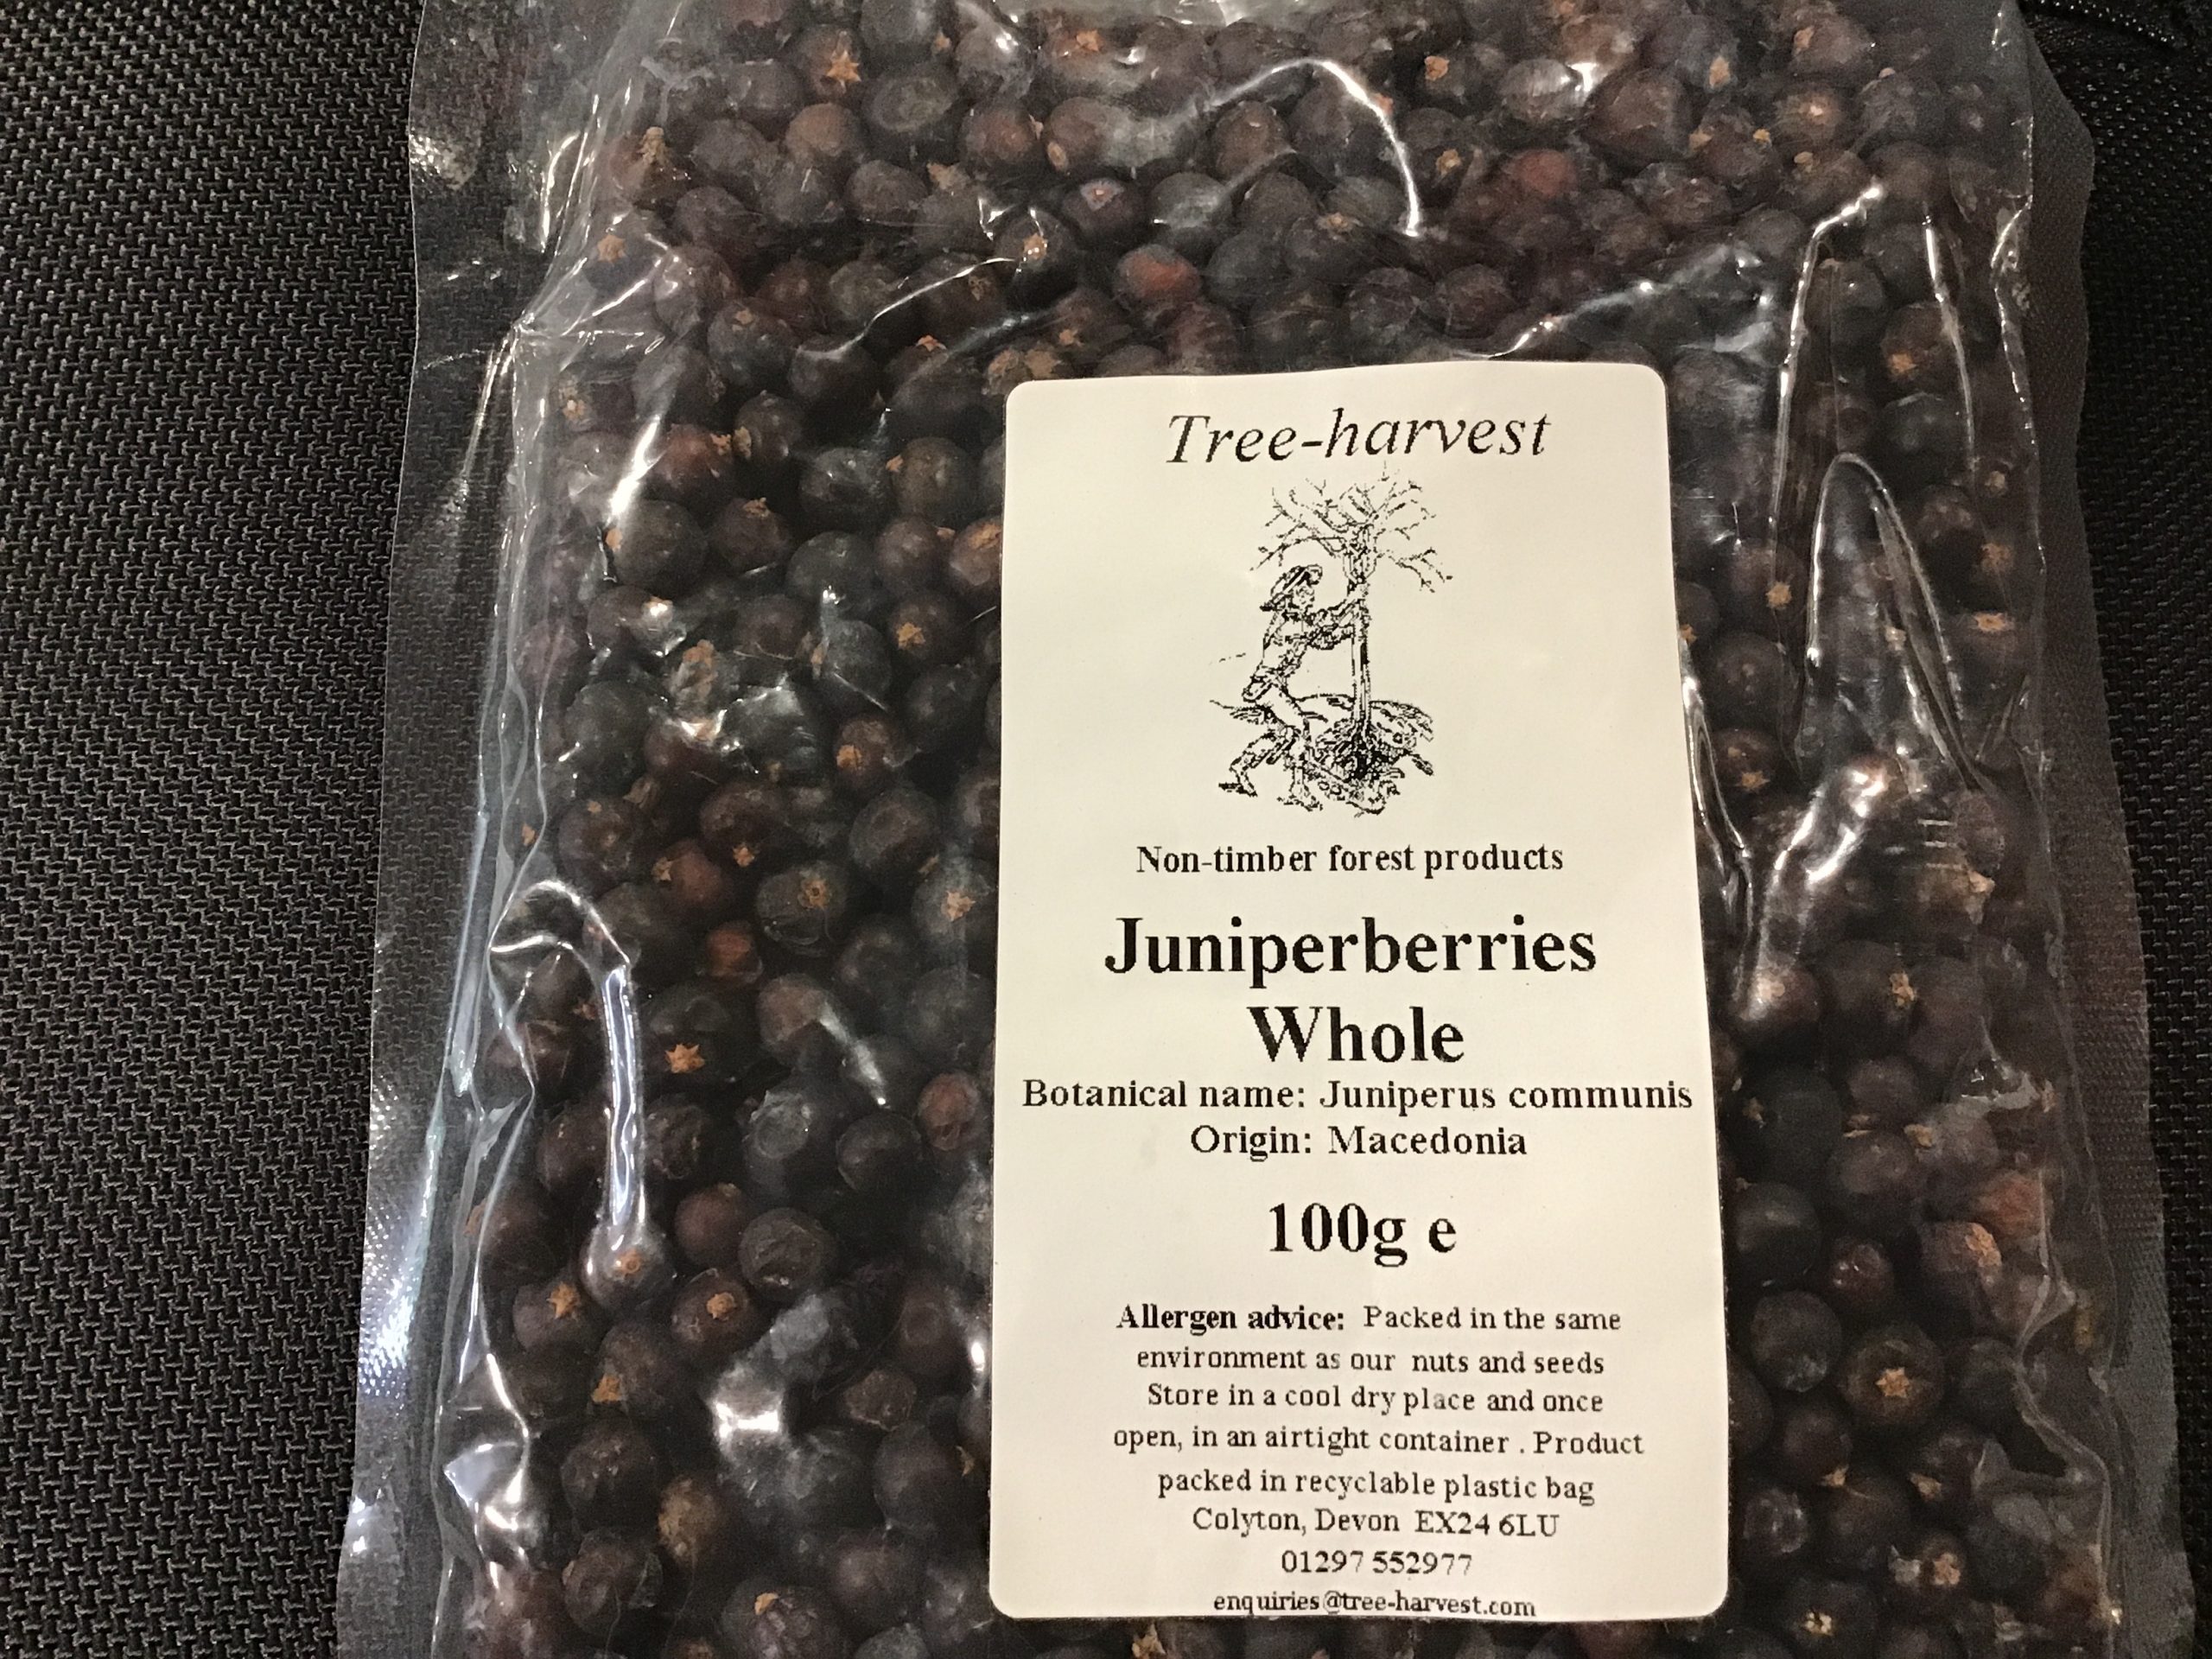 Tree-harvest
Non-timber forest products
Juniperberries
Whole
Botanical name: Juniperus communis
Origin: Macedonia
100g e
Allergen advice: Packed in the same
environment as our nuts and seeds
Store in a cool dry place and once
open, in an airtight container . Product
packed in recyclable plastic bag
Colyton, Devon EX24 6LU
01297 552977
enquiries@tree-harvest.com